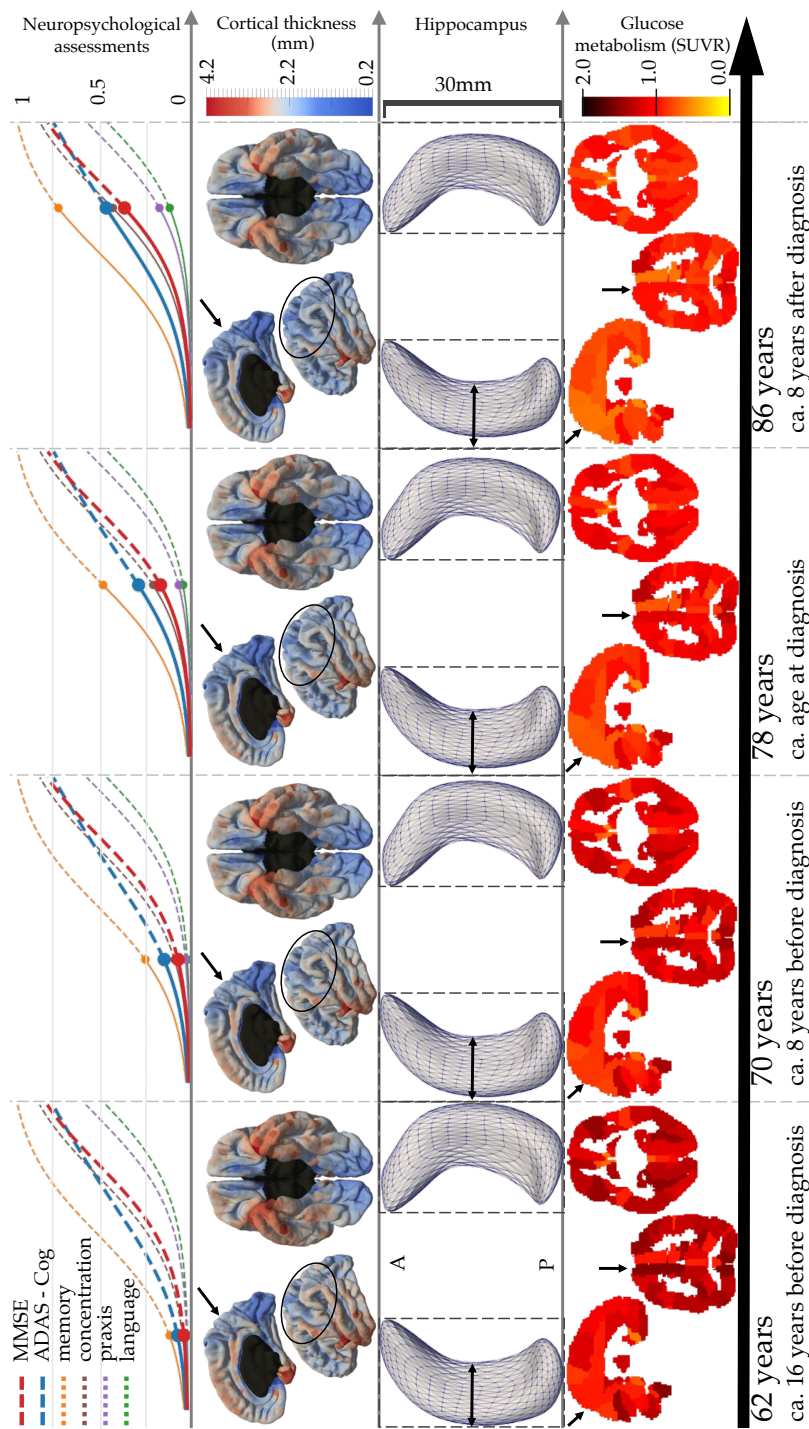 MMSE
ADAS - Cog
memory
concentration
praxis
language
Neuropsychological
assessments
1
0.5
0
Cortical thickness
(mm)
4.2
2.2
0.2
Hippocampus
30mm
A
P
Glucose
metabolism (SUVR)
2.0
1.0
0.0
62 years
ca. 16 years before diagnosis
70 years
ca. 8 years before diagnosis
78 years
ca. age at diagnosis
86 years
ca. 8 years after diagnosis